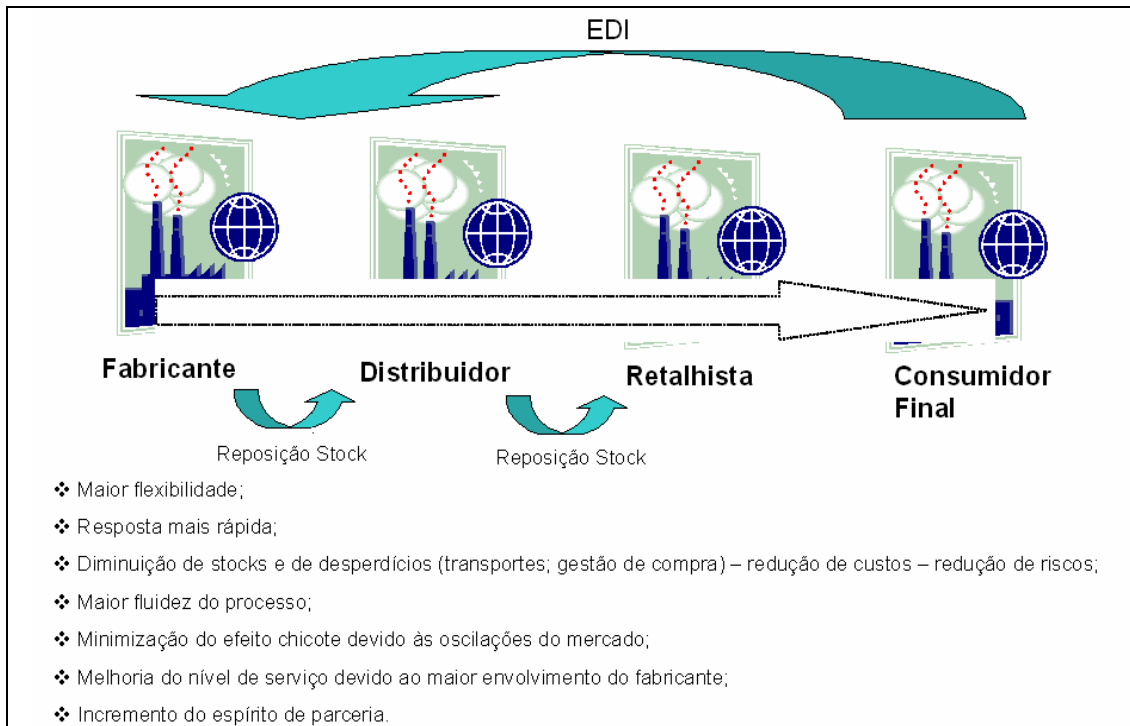 EDI
Fabricante
Distribuidor
Retalhista
Consumidor
Final
Reposição Stock
Reposição Stock
❖ Maior flexibilidade;
❖ Resposta mais rápida;
❖ Diminuição de stocks e de desperdícios (transportes; gestão de compra) – redução de custos – redução de riscos;
❖ Maior fluidez do processo;
❖ Minimização do efeito chicote devido às oscilações do mercado;
❖ Melhoria do nível de serviço devido ao maior envolvimento do fabricante;
❖ Incremento do espírito de parceria.